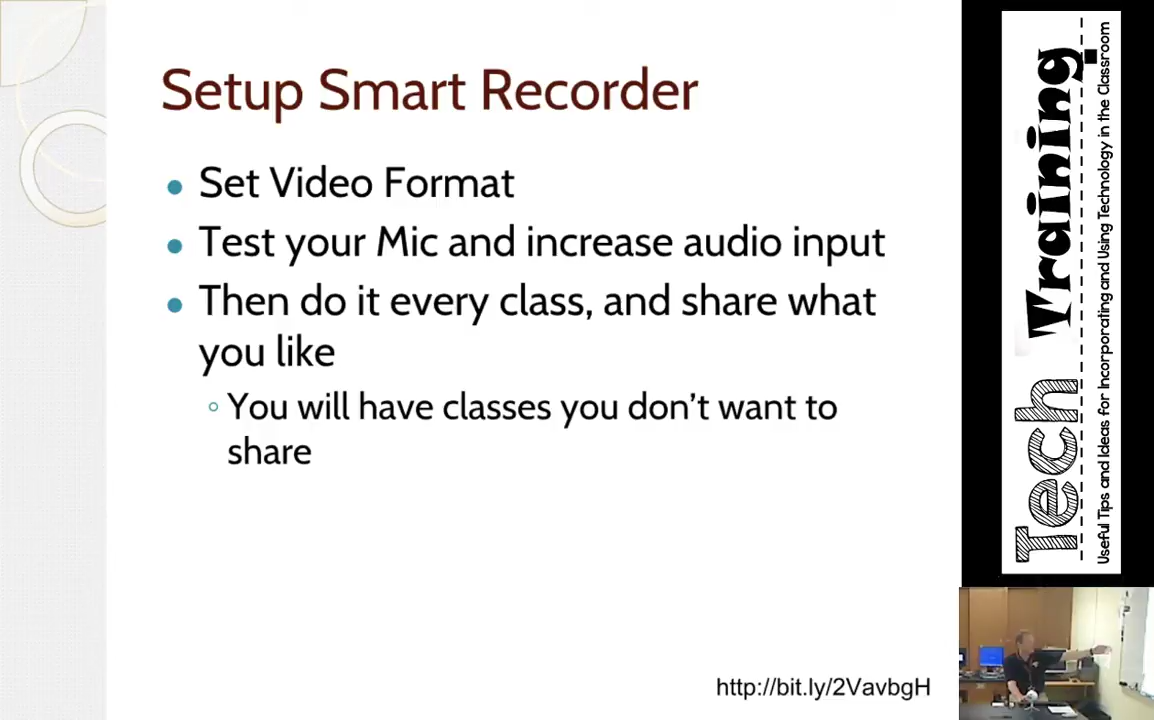 Setup Smart Recorder
Set Video Format
Test your Mic and increase audio input
Then do it every class, and share what
you like
You will have classes you don't want to
share
http://bit.ly/2VavbgH
Tech Training
Useful Tips and Ideas for Incorporating and Using Technology in the Classroom